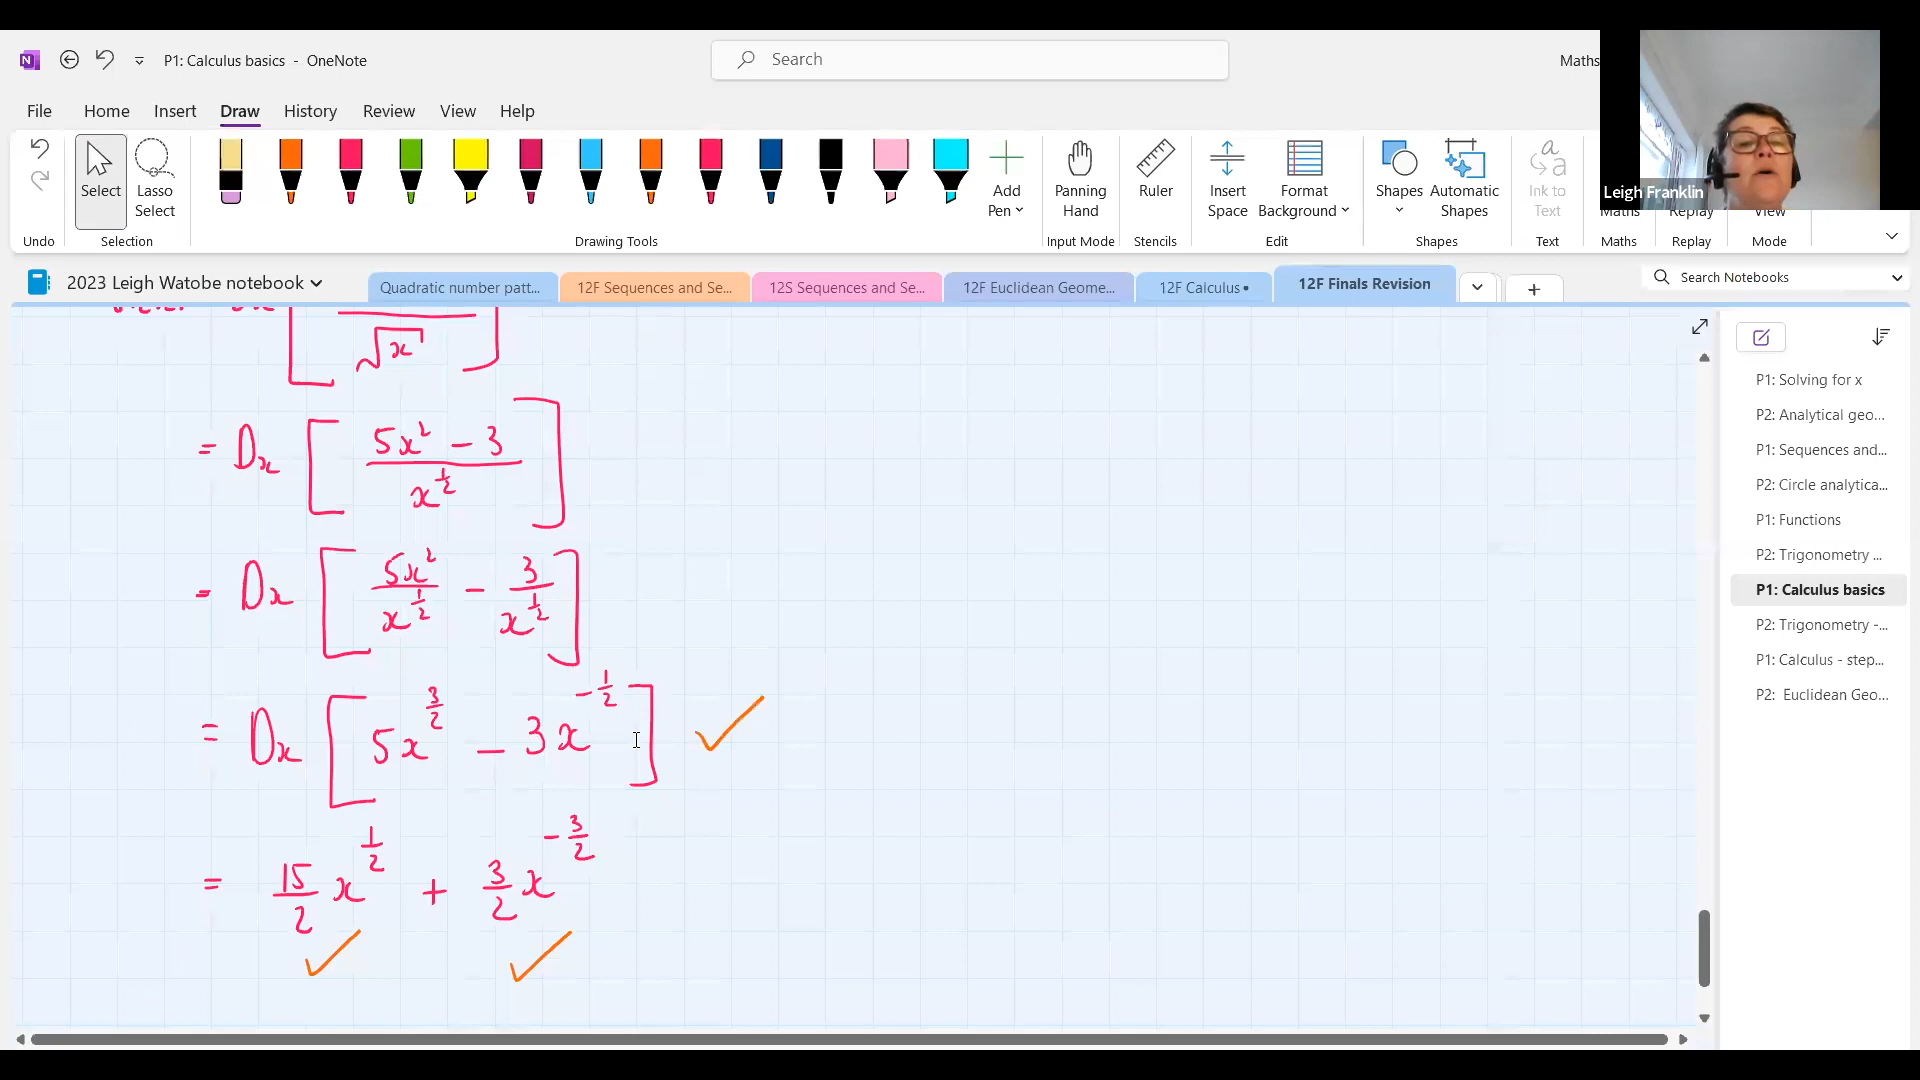 P1: Calculus basics - OneNote
Search
Maths
File Home Insert Draw History Review View Help
Select
Lasso Select
Add Pen
Panning Hand
Ruler
Insert Space
Format Background
Shapes
Automatic Shapes
Ink to Text
Maths
Replay
View
Leigh Franklin
Undo
Selection
Drawing Tools
Input Mode
Stencils
Edit
Shapes
Text
Maths
Replay
Mode
2023 Leigh Watobe notebook
Quadratic number patt...
12F Sequences and Se...
12S Sequences and Se...
12F Euclidean Geome...
12F Calculus
12F Finals Revision
Search Notebooks
P1: Solving for x
P2: Analytical geo...
P1: Sequences and...
P2: Circle analytica...
P1: Functions
P2: Trigonometry ...
P1: Calculus basics
P2: Trigonometry -...
P1: Calculus - step...
P2: Euclidean Geo...
√x
= Dx [ (5x² - 3) / x^(1/2) ]
= Dx [ 5x² / x^(1/2) - 3 / x^(1/2) ]
= Dx [ 5x^(3/2) - 3x^(-1/2) ] ✓
= 15/2 x^(1/2) + 3/2 x^(-3/2)
✓ ✓